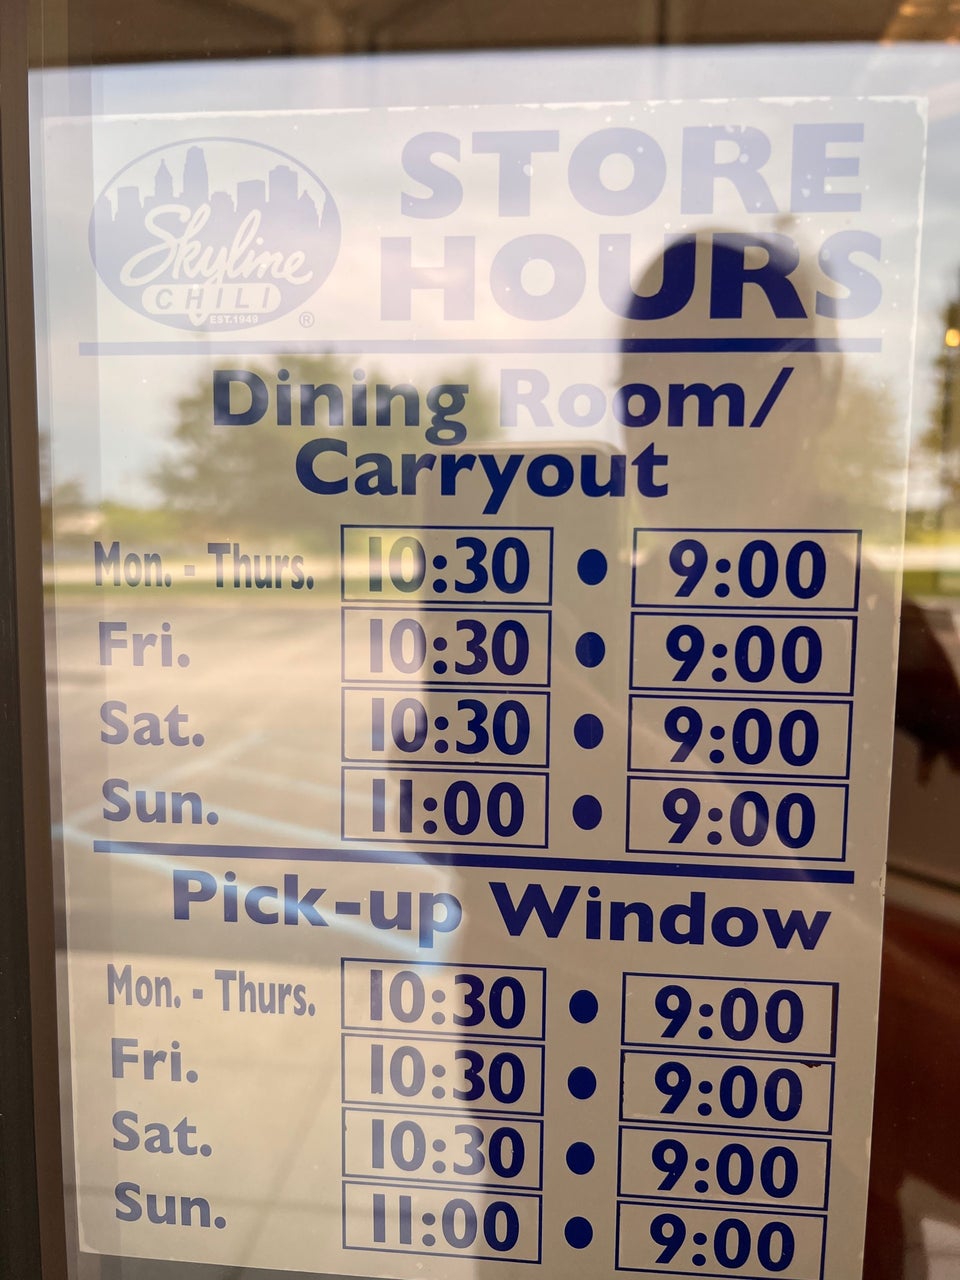 Skyline
CHILI
EST.1949
®
STORE
HOURS
Dining Room/
Carryout
Mon. - Thurs. 10:30 • 9:00
Fri. 10:30 • 9:00
Sat. 10:30 • 9:00
Sun. 11:00 • 9:00
Pick-up Window
Mon. - Thurs. 10:30 • 9:00
Fri. 10:30 • 9:00
Sat. 10:30 • 9:00
Sun. 11:00 • 9:00